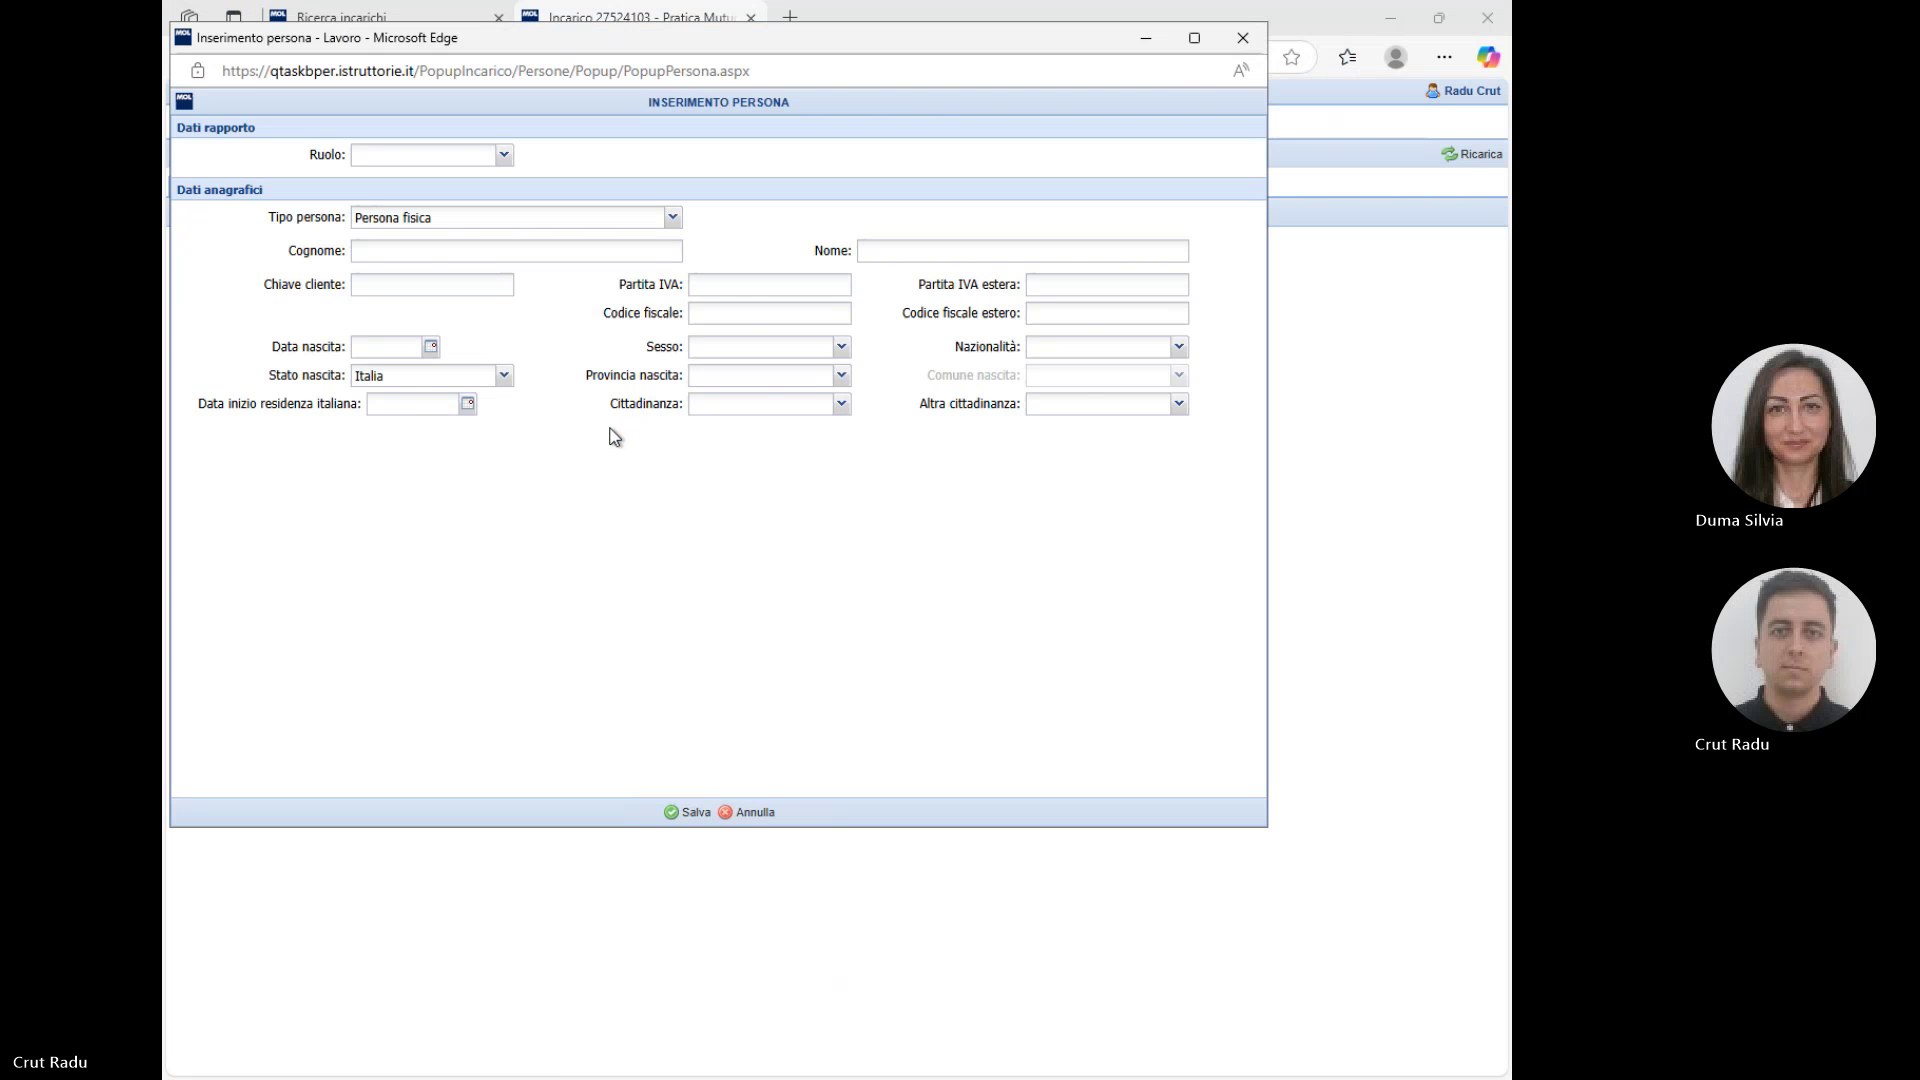 Ricerca incarichi
Incarico 27524103 - Pratica Mutu
MOL
Inserimento persona - Lavoro - Microsoft Edge
https://qtaskbper.istruttorie.it/PopupIncarico/Persone/Popup/PopupPersona.aspx
MOL
INSERIMENTO PERSONA
Radu Crut
Dati rapporto
Ruolo:
Ricarica
Dati anagrafici
Tipo persona: Persona fisica
Cognome: Nome:
Chiave cliente: Partita IVA: Partita IVA estera:
Codice fiscale: Codice fiscale estero:
Data nascita: Sesso: Nazionalità:
Stato nascita: Italia Provincia nascita: Comune nascita:
Data inizio residenza italiana: Cittadinanza: Altra cittadinanza:
Salva Annulla
Duma Silvia
Crut Radu
Crut Radu